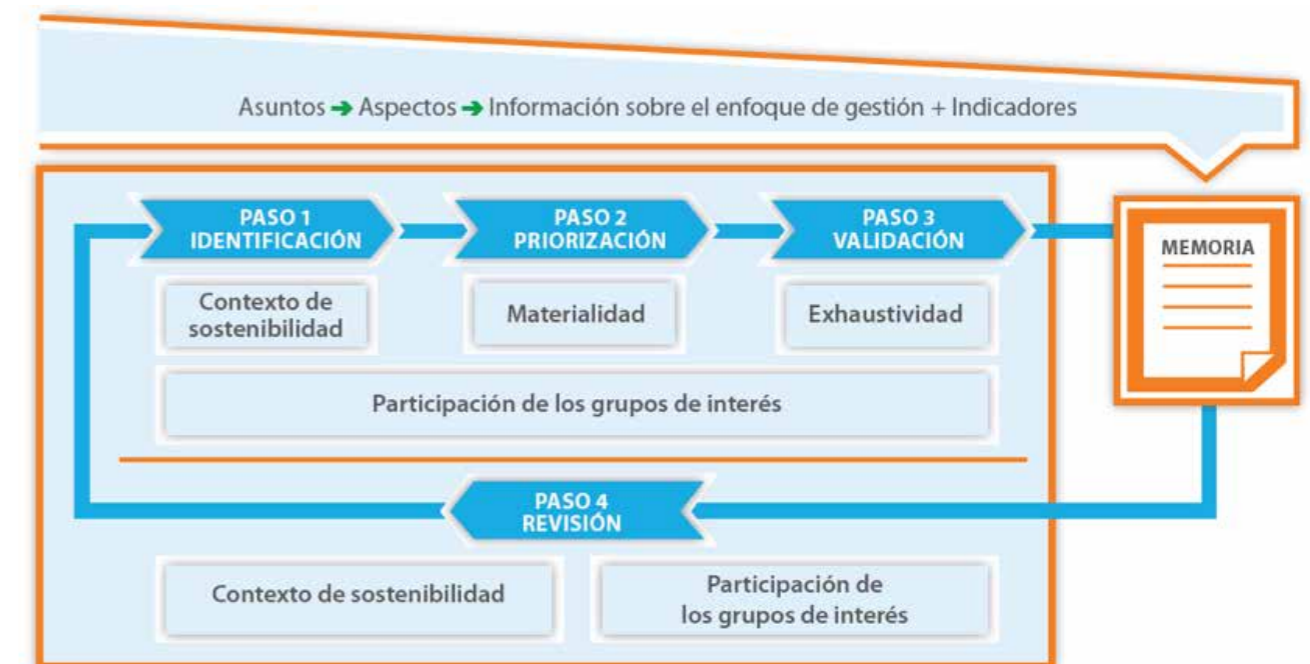 Asuntos ➔ Aspectos ➔ Información sobre el enfoque de gestión + Indicadores
PASO 1
IDENTIFICACIÓN
PASO 2
PRIORIZACIÓN
PASO 3
VALIDACIÓN
MEMORIA
Contexto de
sostenibilidad
Materialidad
Exhaustividad
Participación de los grupos de interés
PASO 4
REVISIÓN
Contexto de sostenibilidad
Participación de
los grupos de interés